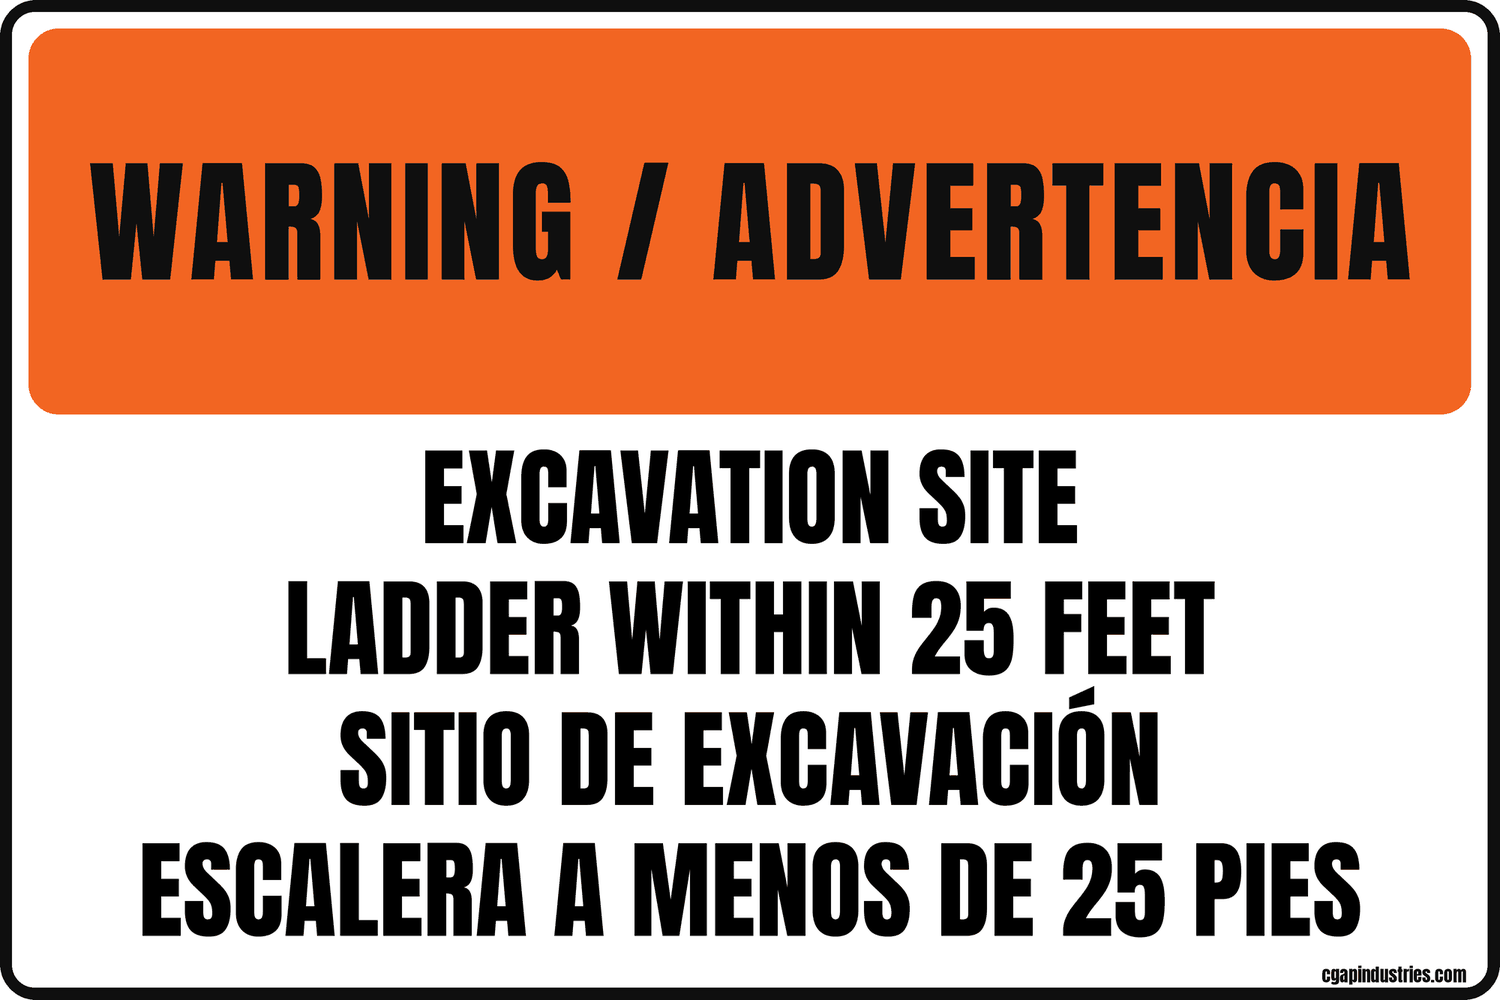 WARNING / ADVERTENCIA
EXCAVATION SITE
LADDER WITHIN 25 FEET
SITIO DE EXCAVACIÓN
ESCALERA A MENOS DE 25 PIES
cgapindustries.com